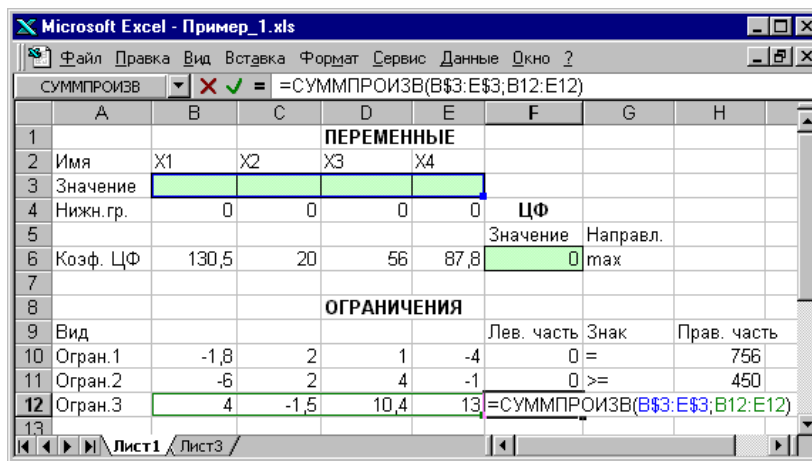 Microsoft Excel - Пример_1.xls
Файл Правка Вид Вставка Формат Сервис Данные Окно ?
СУММПРОИЗВ = =СУММПРОИЗВ(B$3:E$3;B12:E12)
A B C D E F G H
1 ПЕРЕМЕННЫЕ
2 Имя X1 X2 X3 X4
3 Значение
4 Нижн.гр. 0 0 0 0 ЦФ
5 Значение Направл.
6 Коэф. ЦФ 130,5 20 56 87,8 0 max
7
8 ОГРАНИЧЕНИЯ
9 Вид Лев. часть Знак Прав. часть
10 Огран.1 -1,8 2 1 -4 0 = 756
11 Огран.2 -6 2 4 -1 0 >= 450
12 Огран.3 4 -1,5 10,4 13 =СУММПРОИЗВ(B$3:E$3;B12:E12)
13
Лист1 Лист3